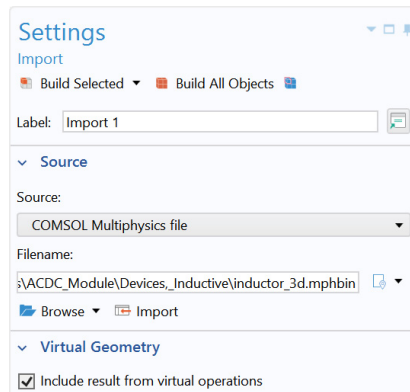 Settings
Import
Build Selected Build All Objects
Label: Import 1
Source
Source:
COMSOL Multiphysics file
Filename:
s\ACDC_Module\Devices,_Inductive\inductor_3d.mphbin
Browse Import
Virtual Geometry
Include result from virtual operations